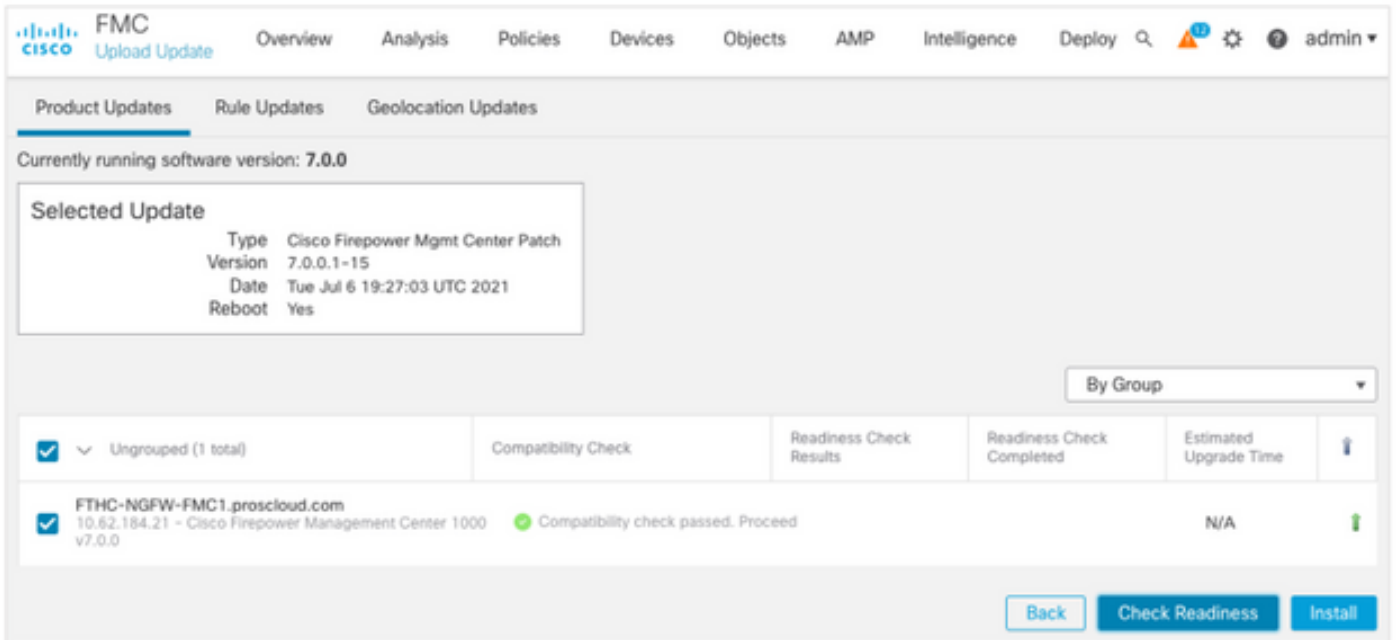 FMC
CISCO Upload Update Overview Analysis Policies Devices Objects AMP Intelligence Deploy 12 admin
Product Updates Rule Updates Geolocation Updates
Currently running software version: 7.0.0
Selected Update
Type Cisco Firepower Mgmt Center Patch
Version 7.0.0.1-15
Date Tue Jul 6 19:27:03 UTC 2021
Reboot Yes
By Group
Ungrouped (1 total) Compatibility Check Readiness Check Results Readiness Check Completed Estimated Upgrade Time
FTHC-NGFW-FMC1.proscloud.com
10.62.184.21 - Cisco Firepower Management Center 1000 Compatibility check passed. Proceed N/A
v7.0.0
Back Check Readiness Install